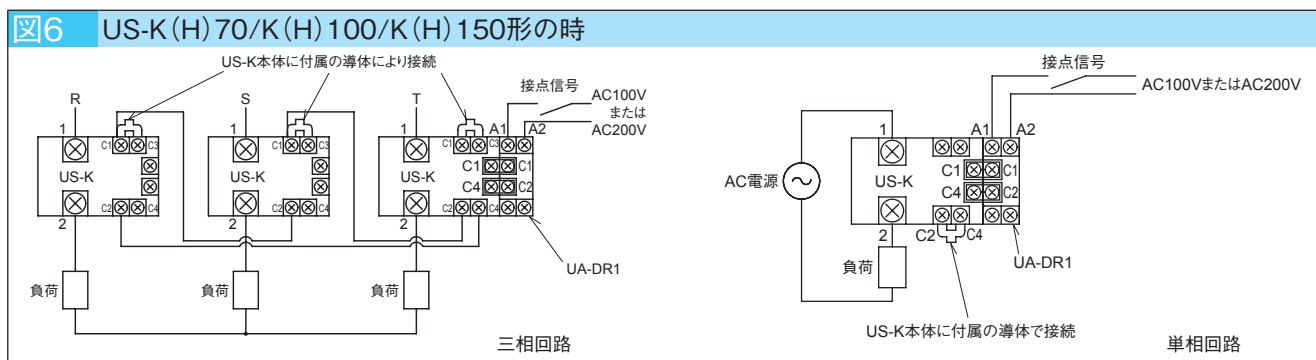 図6 US-K(H)70/K(H)100/K(H)150形の時
US-K本体に付属の導体により接続
接点信号
AC100V
または
AC200V
R
S
T
A1
A2
1
C1
C3
US-K
2
C2
C4
負荷
1
C1
C3
US-K
2
C2
C4
負荷
1
C1
C3
C1
C1
US-K
C4
C2
2
C2
C4
負荷
UA-DR1
三相回路
接点信号
AC100VまたはAC200V
A1
A2
1
C1
C1
AC電源
US-K
C4
C2
2
C2
C4
負荷
UA-DR1
US-K本体に付属の導体で接続
単相回路